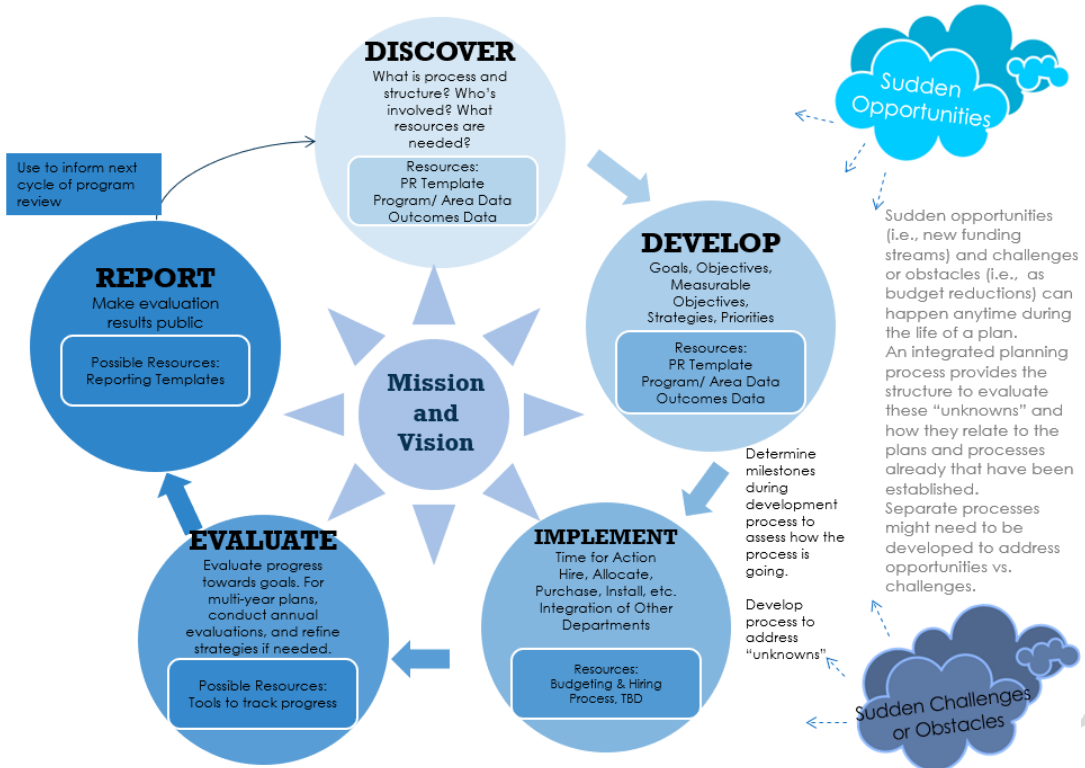 DISCOVER
What is process and
structure? Who's
involved? What
resources are
needed?
Resources:
PR Template
Program/ Area Data
Outcomes Data
DEVELOP
Goals, Objectives,
Measurable
Objectives,
Strategies, Priorities
Resources:
PR Template
Program/ Area Data
Outcomes Data
Determine
milestones
during
development
process to
assess how the
process is
going.
Develop
process to
address
“unknowns”
IMPLEMENT
Time for Action
Hire, Allocate,
Purchase, Install, etc.
Integration of Other
Departments
Resources:
Budgeting & Hiring
Process, TBD
EVALUATE
Evaluate progress
towards goals. For
multi-year plans,
conduct annual
evaluations, and refine
strategies if needed.
Possible Resources:
Tools to track progress
REPORT
Make evaluation
results public
Possible Resources:
Reporting Templates
Use to inform next
cycle of program
review
Mission
and
Vision
Sudden
Opportunities
Sudden opportunities
(i.e., new funding
streams) and challenges
or obstacles (i.e., as
budget reductions) can
happen anytime during
the life of a plan.
An integrated planning
process provides the
structure to evaluate
these “unknowns” and
how they relate to the
plans and processes
already that have been
established.
Separate processes
might need to be
developed to address
opportunities vs.
challenges.
Sudden Challenges
or Obstacles